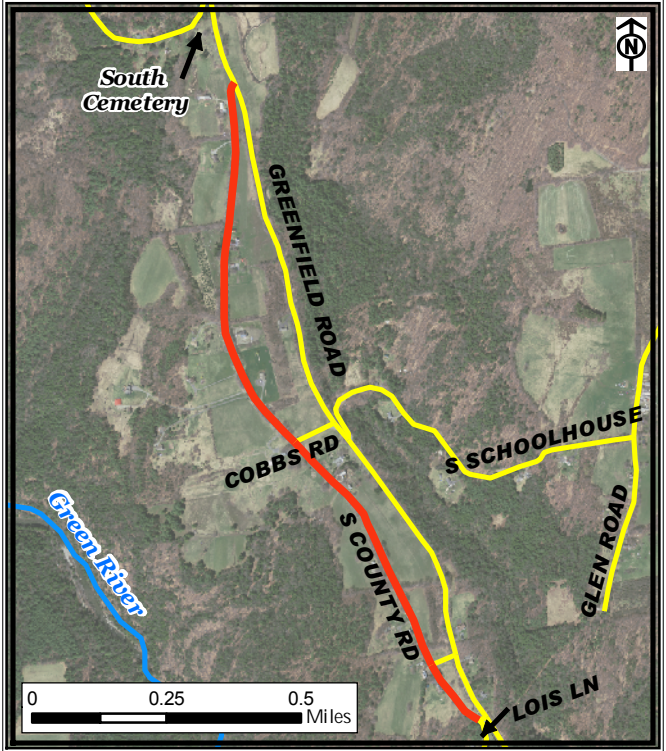 N
South
Cemetery
GREENFIELD ROAD
S SCHOOLHOUSE
COBBS RD
Green River
S COUNTY RD
GLEN ROAD
LOIS LN
0 0.25 0.5
Miles